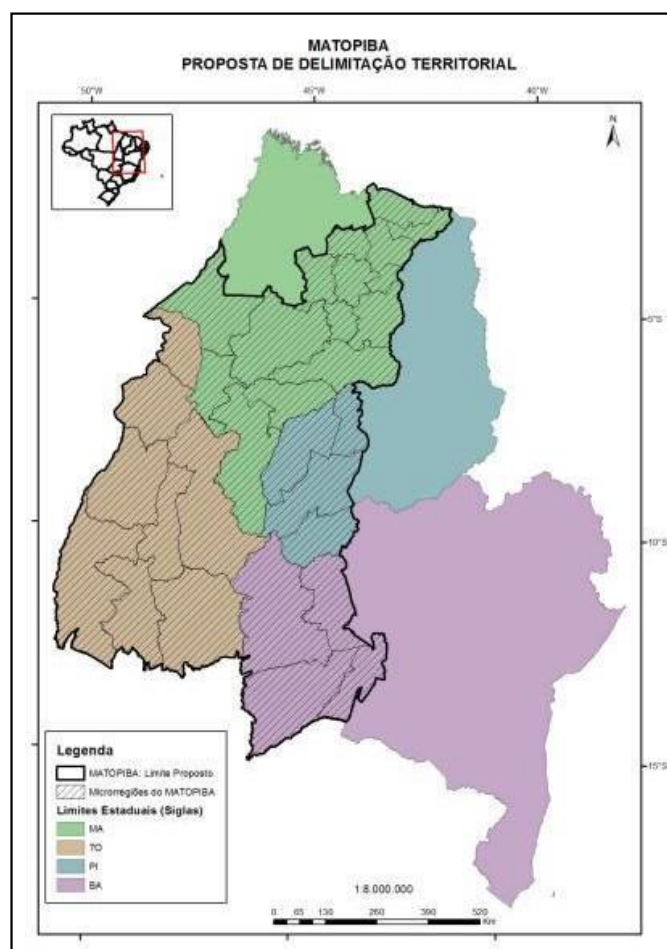 MATOPIBA
PROPOSTA DE DELIMITAÇÃO TERRITORIAL
50°W
45°W
40°W
N
5°S
10°S
15°S
Legenda
MATOPIBA: Limite Proposto
Microrregiões do MATOPIBA
Limites Estaduais (Siglas)
MA
TO
PI
BA
1:8.000.000
0 65 130 260 390 520
Km